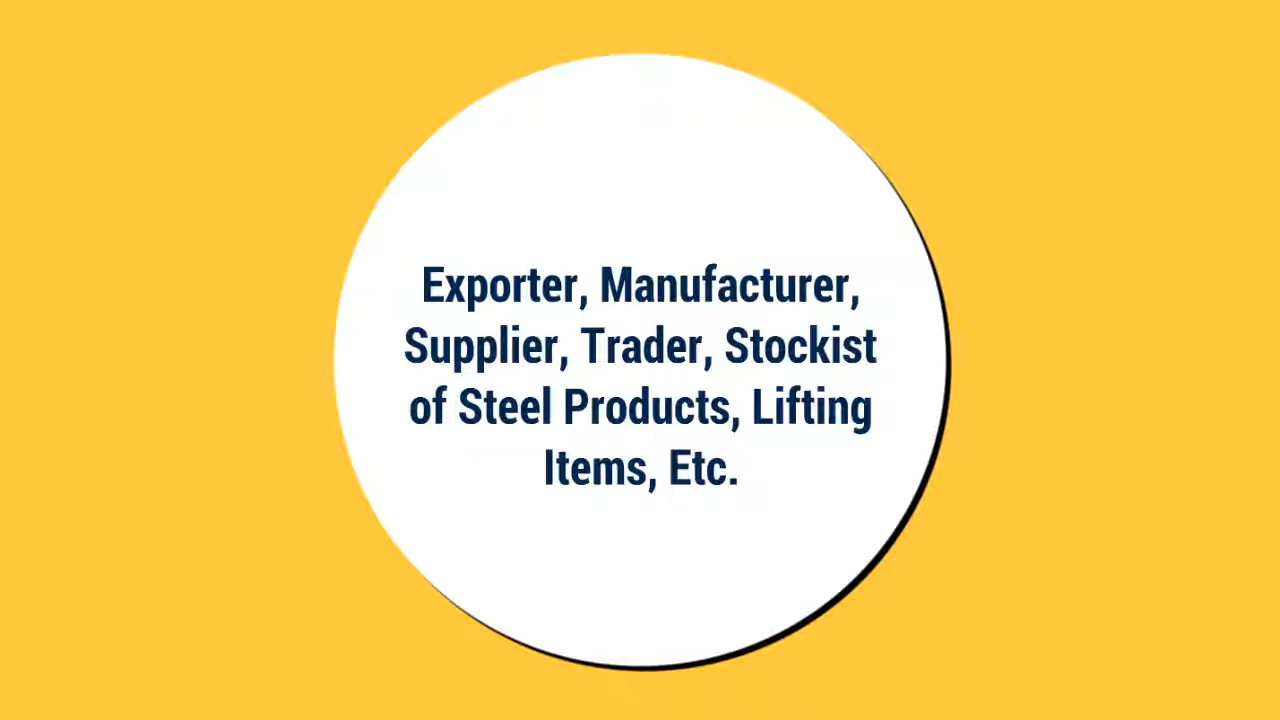 Exporter, Manufacturer,
Supplier, Trader, Stockist
of Steel Products, Lifting
Items, Etc.